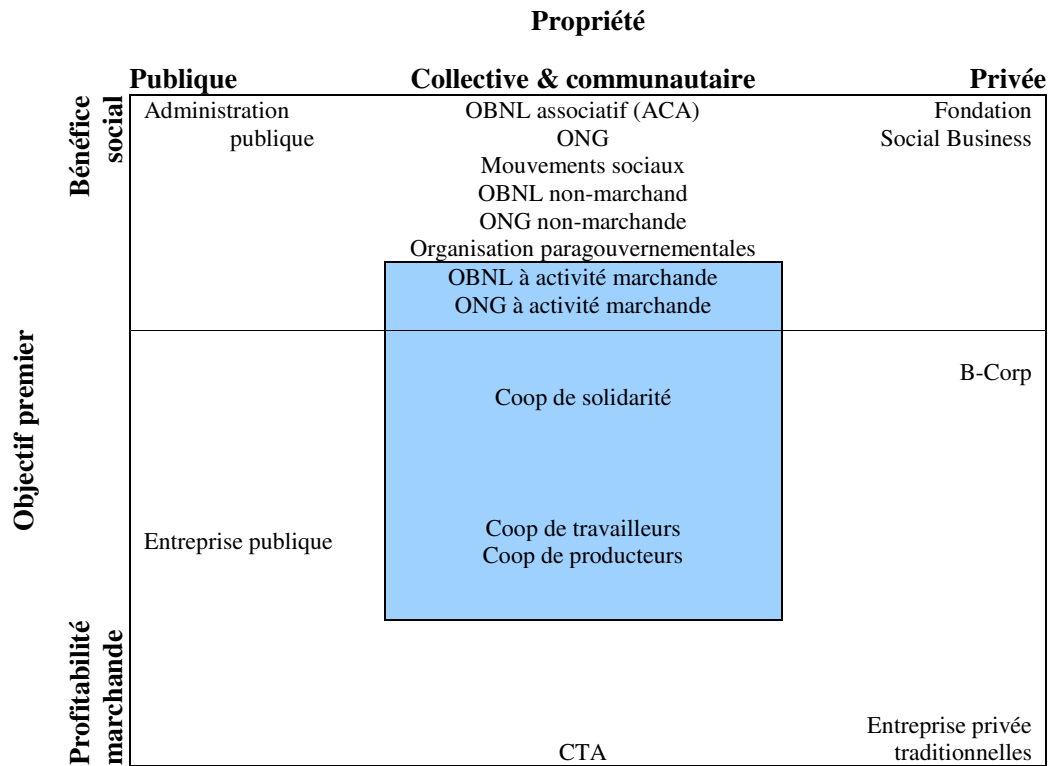 Propriété
Publique Collective & communautaire Privée
Objectif premier
Bénéfice
social
Administration
publique
OBNL associatif (ACA)
ONG
Mouvements sociaux
OBNL non-marchand
ONG non-marchande
Organisation paragouvernementales
OBNL à activité marchande
ONG à activité marchande
Fondation
Social Business
B-Corp
Coop de solidarité
Entreprise publique
Coop de travailleurs
Coop de producteurs
Profitabilité
marchande
CTA
Entreprise privée
traditionnelles